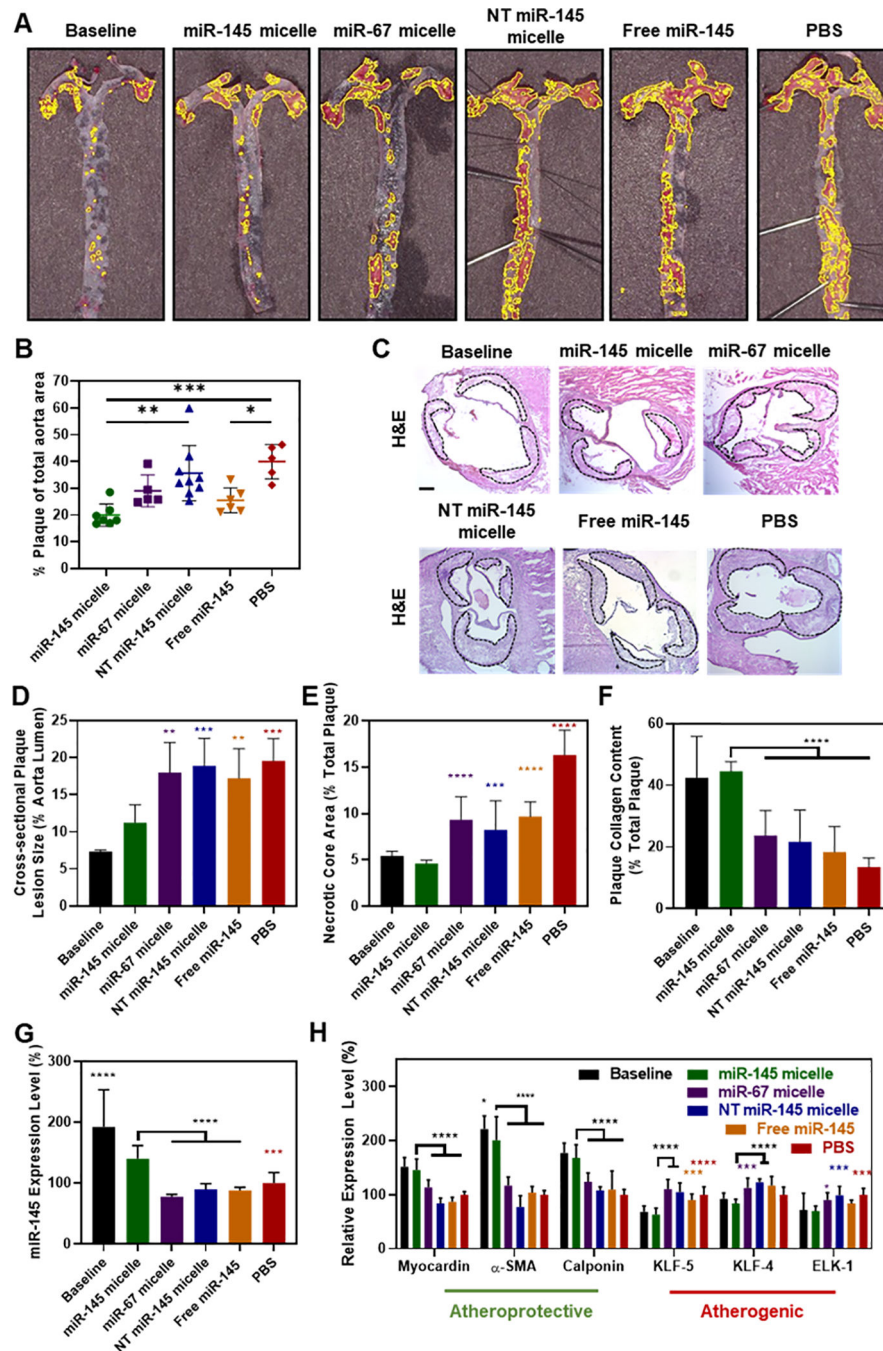 A
Baseline
miR-145 micelle
miR-67 micelle
NT miR-145
micelle
Free miR-145
PBS
B
% Plaque of total aorta area
70
60
50
40
30
20
10
0
***
**
*
miR-145 micelle
miR-67 micelle
NT miR-145 micelle
Free miR-145
PBS
C
Baseline
miR-145 micelle
miR-67 micelle
H&E
NT miR-145
micelle
Free miR-145
PBS
H&E
D
Cross-sectional Plaque
Lesion Size (% Aorta Lumen)
25
20
15
10
5
0
**
***
**
***
Baseline
miR-145 micelle
miR-67 micelle
NT miR-145 micelle
Free miR-145
PBS
E
Necrotic Core Area (% Total Plaque)
20
15
10
5
0
****
***
****
****
Baseline
miR-145 micelle
miR-67 micelle
NT miR-145 micelle
Free miR-145
PBS
F
Plaque Collagen Content
(% Total Plaque)
60
40
20
0
****
Baseline
miR-145 micelle
miR-67 micelle
NT miR-145 micelle
Free miR-145
PBS
G
miR-145 Expression Level (%)
300
200
100
0
****
****
***
Baseline
miR-145 micelle
miR-67 micelle
NT miR-145 micelle
Free miR-145
PBS
H
Relative Expression Level (%)
300
200
100
0
Baseline
miR-145 micelle
miR-67 micelle
NT miR-145 micelle
Free miR-145
PBS
****
*
****
****
****
***
****
***
****
*
***
***
Myocardin
α-SMA
Calponin
KLF-5
KLF-4
ELK-1
Atheroprotective
Atherogenic